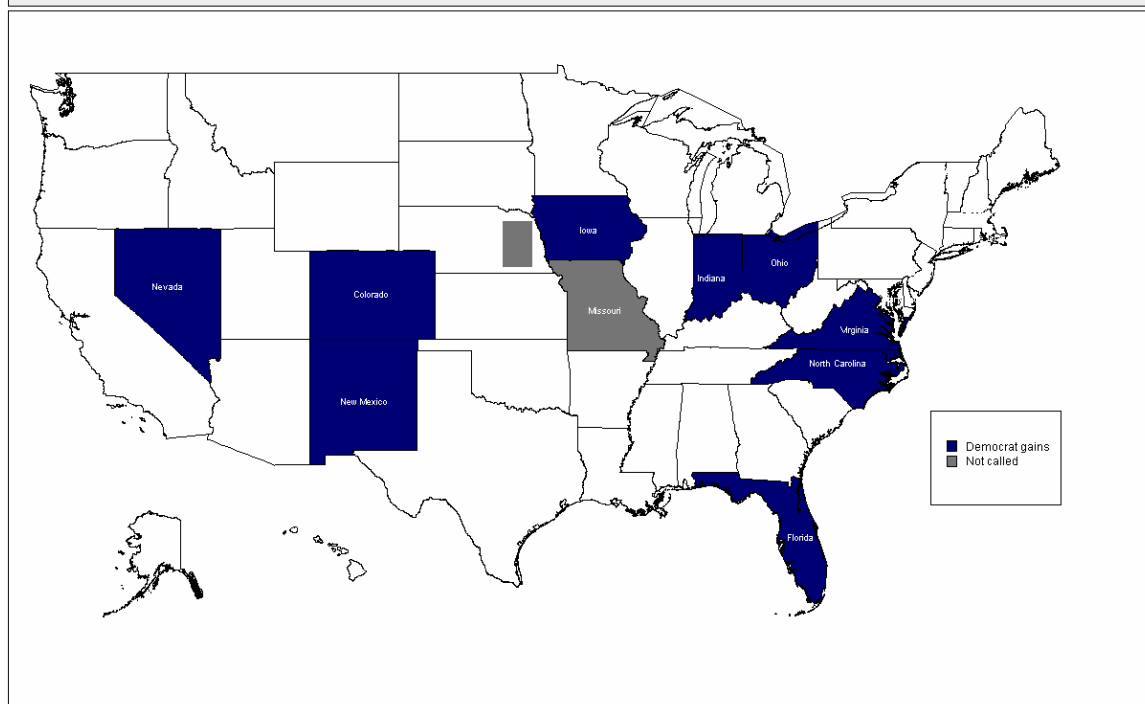 Iowa
Nevada
Colorado
Indiana
Ohio
Missouri
Virginia
North Carolina
New Mexico
Democrat gains
Not called
Florida